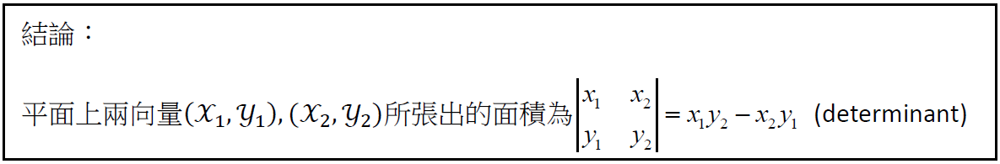 結論：
平面上兩向量(𝒳₁,𝒴₁),(𝒳₂,𝒴₂)所張出的面積為|x₁ x₂; y₁ y₂| = x₁y₂ − x₂y₁ (determinant)